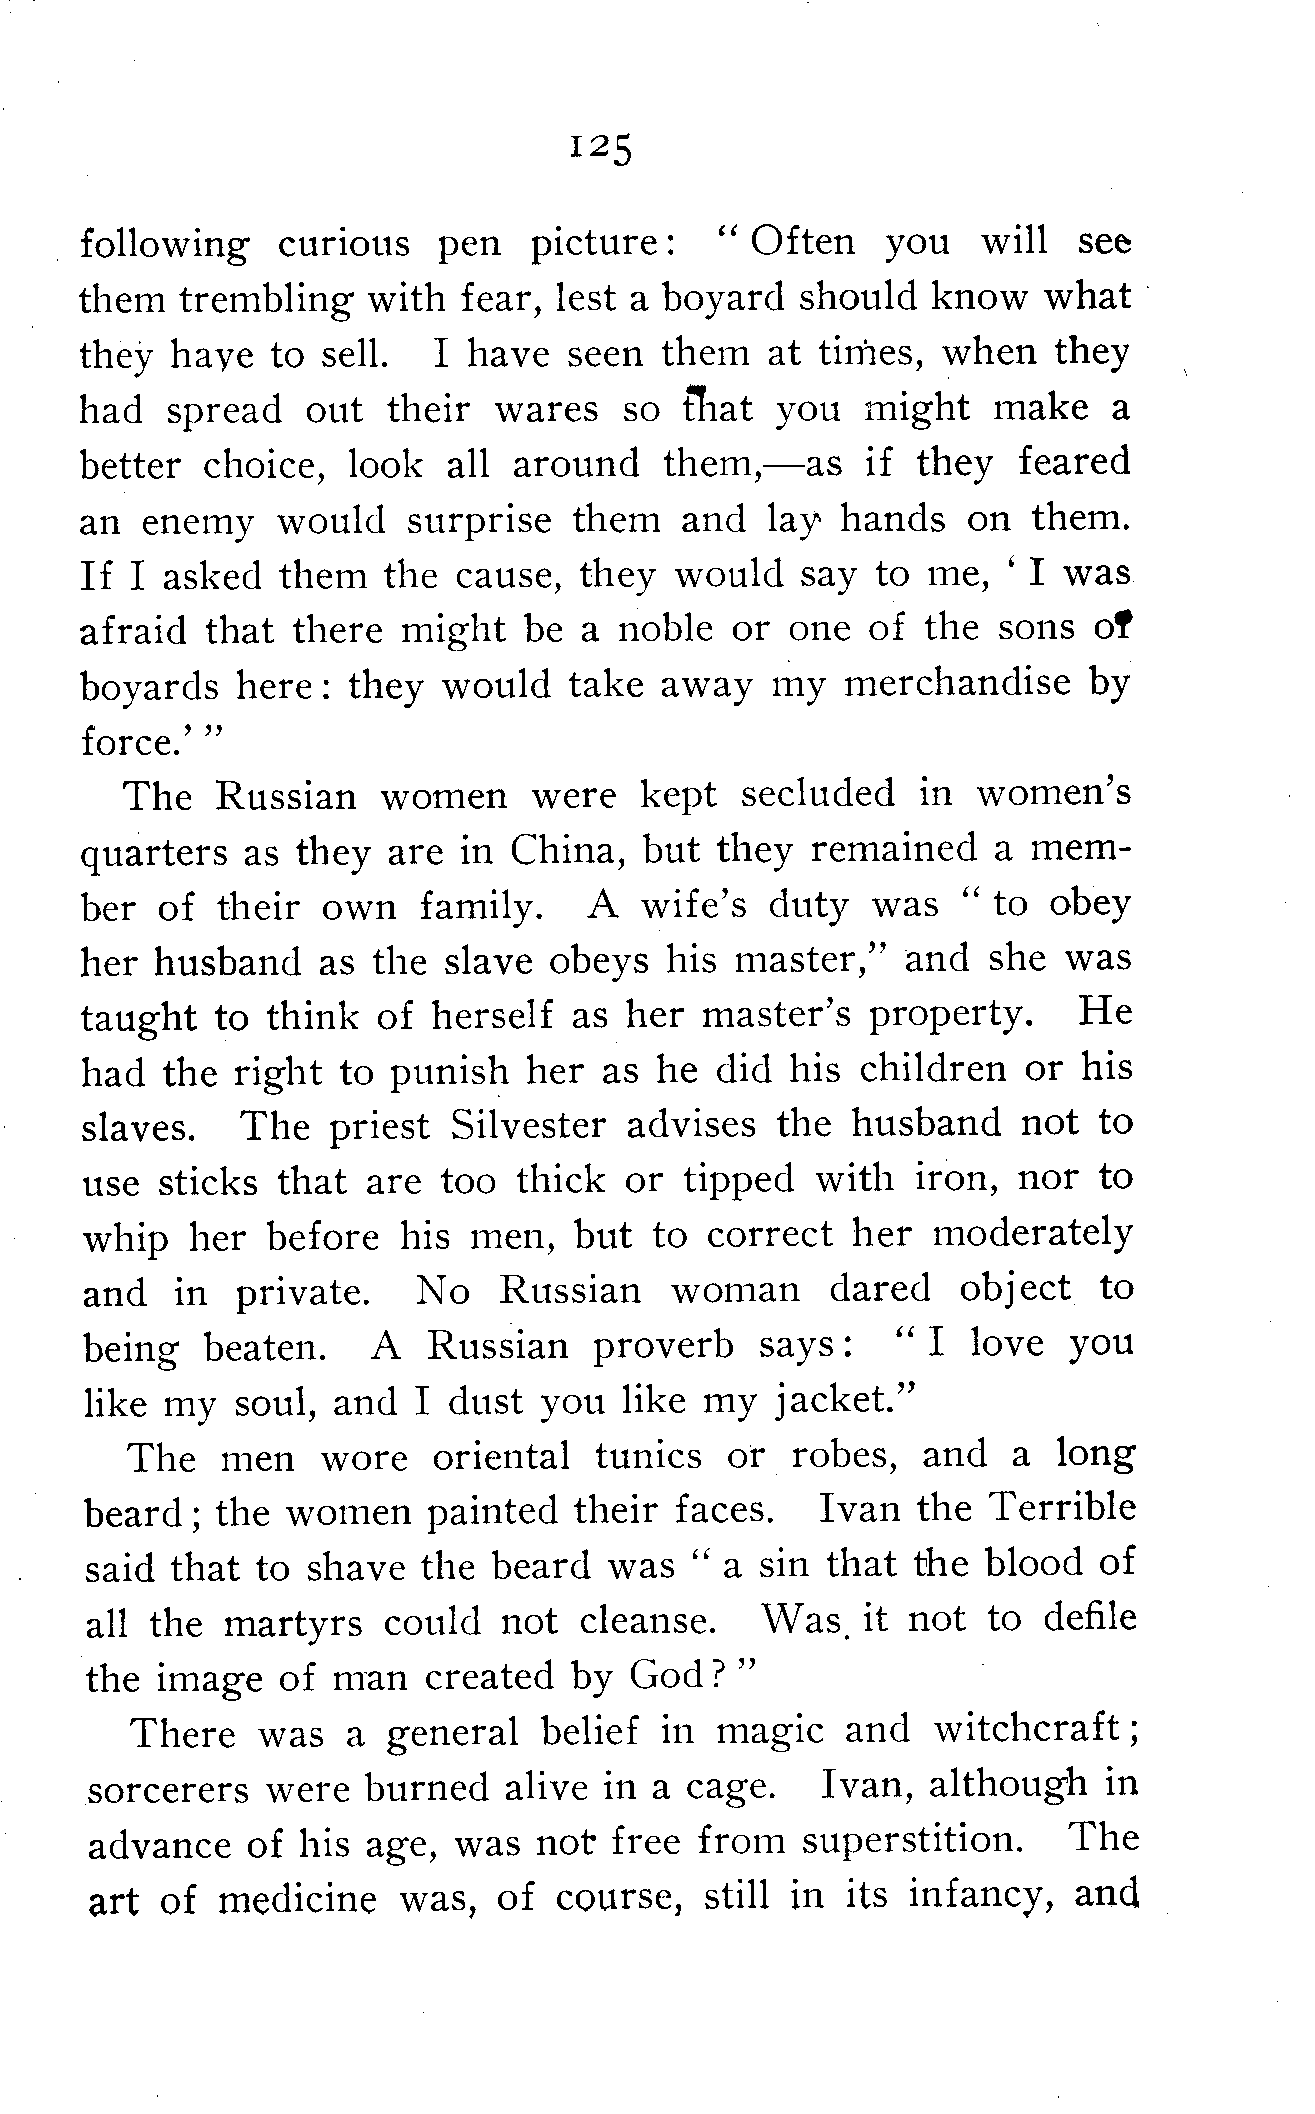 125
following curious pen picture: " Often you will see
them trembling with fear, lest a boyard should know what
they have to sell. I have seen them at times, when they
had spread out their wares so that you might make a
better choice, look all around them,—as if they feared
an enemy would surprise them and lay hands on them.
If I asked them the cause, they would say to me, ' I was
afraid that there might be a noble or one of the sons of
boyards here: they would take away my merchandise by
force.' "
The Russian women were kept secluded in women's
quarters as they are in China, but they remained a mem-
ber of their own family. A wife's duty was " to obey
her husband as the slave obeys his master," and she was
taught to think of herself as her master's property. He
had the right to punish her as he did his children or his
slaves. The priest Silvester advises the husband not to
use sticks that are too thick or tipped with iron, nor to
whip her before his men, but to correct her moderately
and in private. No Russian woman dared object to
being beaten. A Russian proverb says: " I love you
like my soul, and I dust you like my jacket."
The men wore oriental tunics or robes, and a long
beard; the women painted their faces. Ivan the Terrible
said that to shave the beard was " a sin that the blood of
all the martyrs could not cleanse. Was it not to defile
the image of man created by God? "
There was a general belief in magic and witchcraft;
sorcerers were burned alive in a cage. Ivan, although in
advance of his age, was not free from superstition. The
art of medicine was, of course, still in its infancy, and